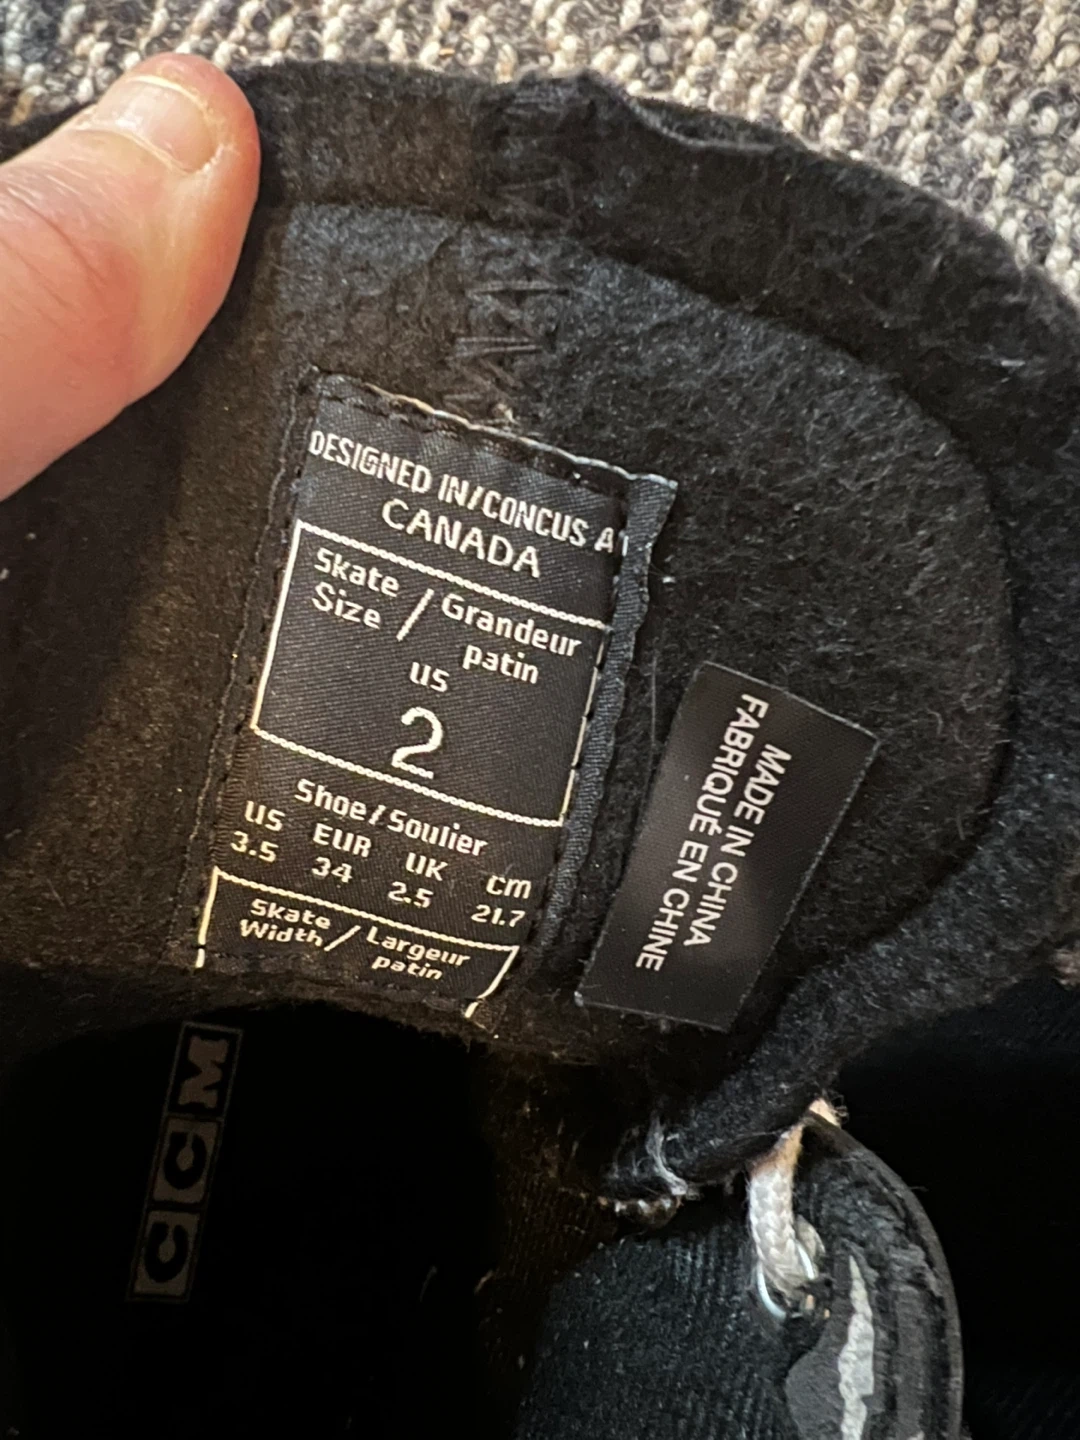 DESIGNED IN/CONCUS A
CANADA
Skate Size / Grandeur patin
us
2
Shoe/Soulier
US EUR UK cm
3.5 34 2.5 21.7
Skate Width / Largeur patin
MADE IN CHINA
FABRIQUÉ EN CHINE
CCM